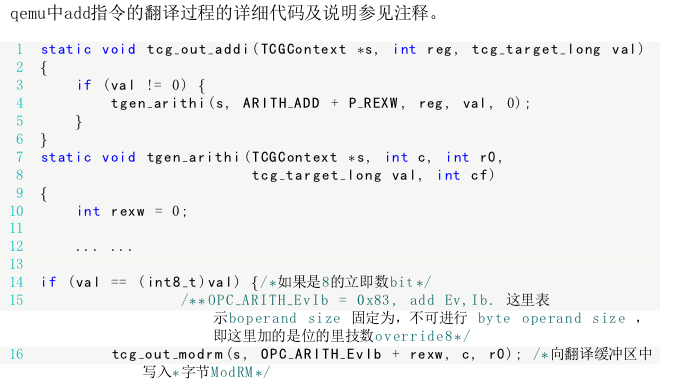 qemu中add指令的翻译过程的详细代码及说明参见注释。
1 static void tcg_out_addi(TCGContext *s, int reg, tcg_target_long val)
2 {
3 if (val != 0) {
4 tgen_arithi(s, ARITH_ADD + P_REXW, reg, val, 0);
5 }
6 }
7 static void tgen_arithi(TCGContext *s, int c, int r0,
8 tcg_target_long val, int cf)
9 {
10 int rexw = 0;
11
12 ... ...
13
14 if (val == (int8_t)val) {/*如果是8的立即数bit*/
15 /**OPC_ARITH_EvIb = 0x83, add Ev,Ib. 这里表
示boperand size 固定为，不可进行 byte operand size ，
即这里加的是位的里技数override8*/
16 tcg_out_modrm(s, OPC_ARITH_EvIb + rexw, c, r0); /*向翻译缓冲区中
写入*字节ModRM*/